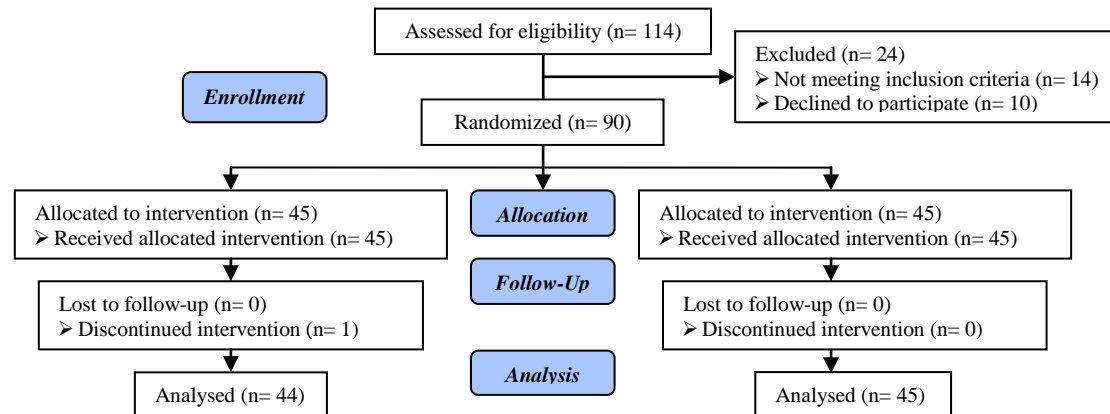 Assessed for eligibility (n= 114)
Excluded (n= 24)
➢ Not meeting inclusion criteria (n= 14)
➢ Declined to participate (n= 10)
Enrollment
Randomized (n= 90)
Allocated to intervention (n= 45)
➢ Received allocated intervention (n= 45)
Allocation
Allocated to intervention (n= 45)
➢ Received allocated intervention (n= 45)
Follow-Up
Lost to follow-up (n= 0)
➢ Discontinued intervention (n= 1)
Lost to follow-up (n= 0)
➢ Discontinued intervention (n= 0)
Analysis
Analysed (n= 44)
Analysed (n= 45)